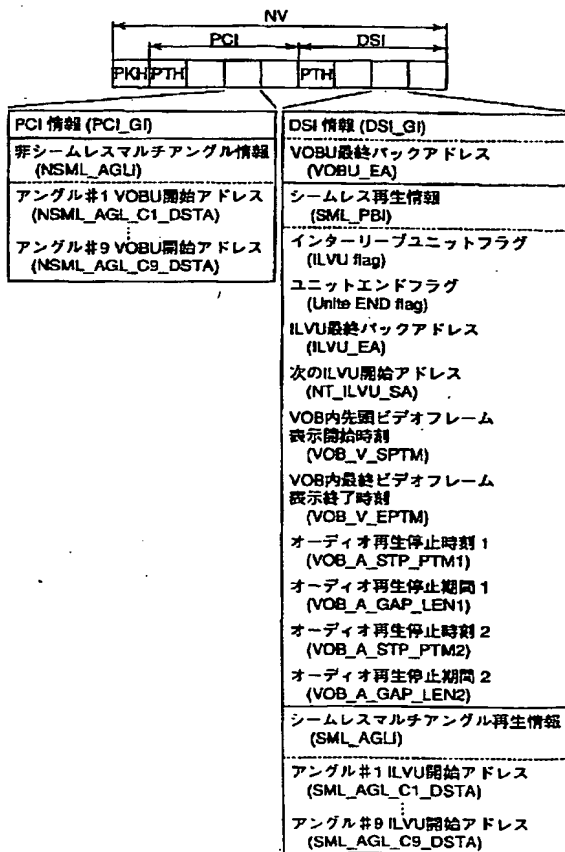 NV
PCI
DSI
PKH
PTH
PTH
PCI 情報 (PCI_GI)
非シームレスマルチアングル情報
(NSML_AGLI)
アングル＃1 VOBU開始アドレス
(NSML_AGL_C1_DSTA)
アングル＃9 VOBU開始アドレス
(NSML_AGL_C9_DSTA)
DSI 情報 (DSI_GI)
VOBU最終パックアドレス
(VOBU_EA)
シームレス再生情報
(SML_PBI)
インターリーブユニットフラグ
(ILVU flag)
ユニットエンドフラグ
(Unite END flag)
ILVU最終パックアドレス
(ILVU_EA)
次のILVU開始アドレス
(NT_ILVU_SA)
VOB内先頭ビデオフレーム
表示開始時刻
(VOB_V_SPTM)
VOB内最終ビデオフレーム
表示終了時刻
(VOB_V_EPTM)
オーディオ再生停止時刻 1
(VOB_A_STP_PTM1)
オーディオ再生停止期間 1
(VOB_A_GAP_LEN1)
オーディオ再生停止時刻 2
(VOB_A_STP_PTM2)
オーディオ再生停止期間 2
(VOB_A_GAP_LEN2)
シームレスマルチアングル再生情報
(SML_AGLI)
アングル＃1 ILVU開始アドレス
(SML_AGL_C1_DSTA)
アングル＃9 ILVU開始アドレス
(SML_AGL_C9_DSTA)